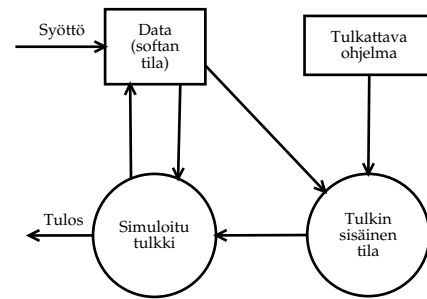 Syöttö
Data
(softan
tila)
Tulkattava
ohjelma
Tulos
Simuloitu
tulkki
Tulkin
sisäinen
tila